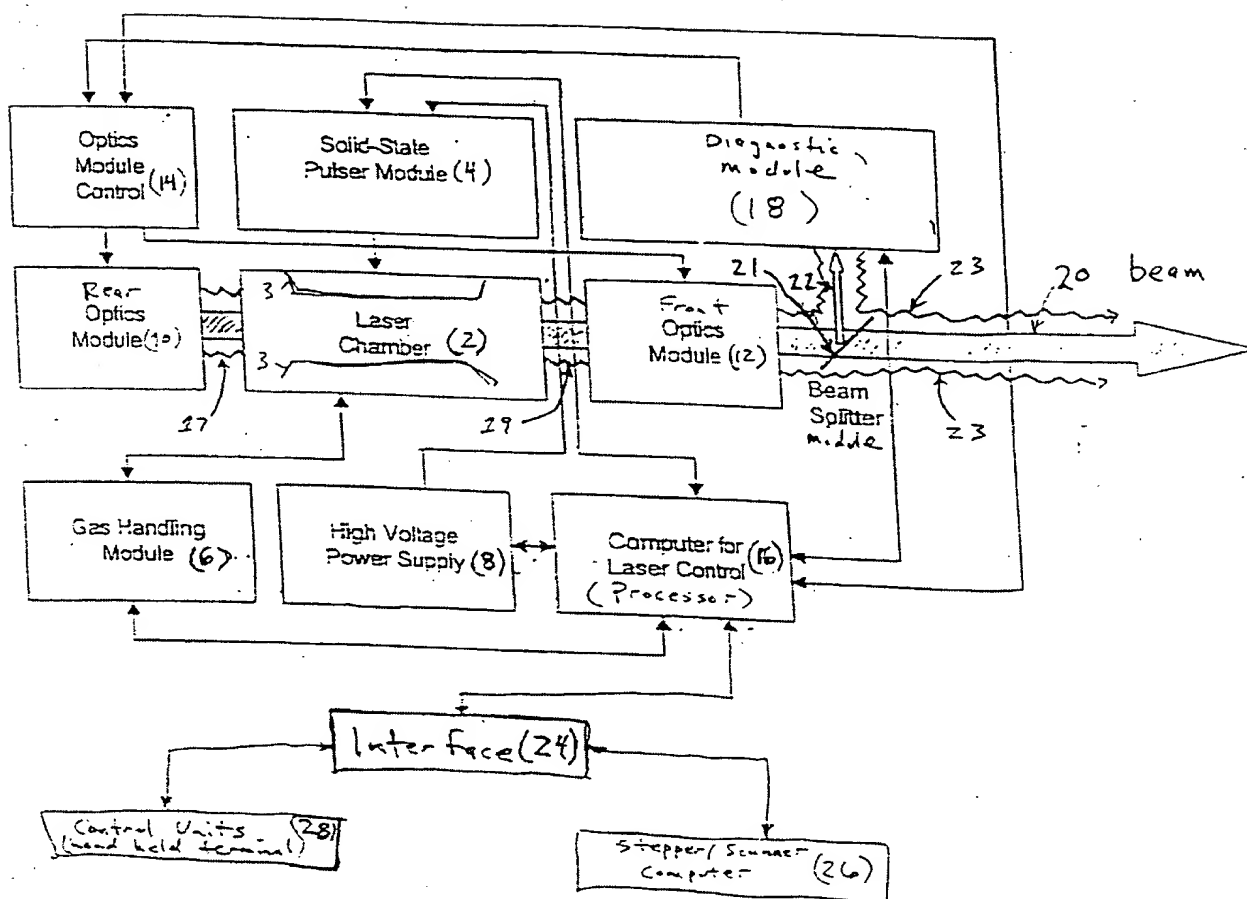 Optics
Module
Control (14)
Solid-State
Pulser Module (4)
Diagnostic
module
(18)
Rear
Optics
Module (10)
3
3
Laser
Chamber (2)
Front
Optics
Module (12)
21
22
23
20 beam
17
19
Beam
Splitter
module
23
Gas Handling
Module (6)
High Voltage
Power Supply (8)
Computer for
Laser Control (16)
(Processor)
Interface (24)
Control Units (28)
(hand held terminal)
Stepper/Scanner
Computer (26)